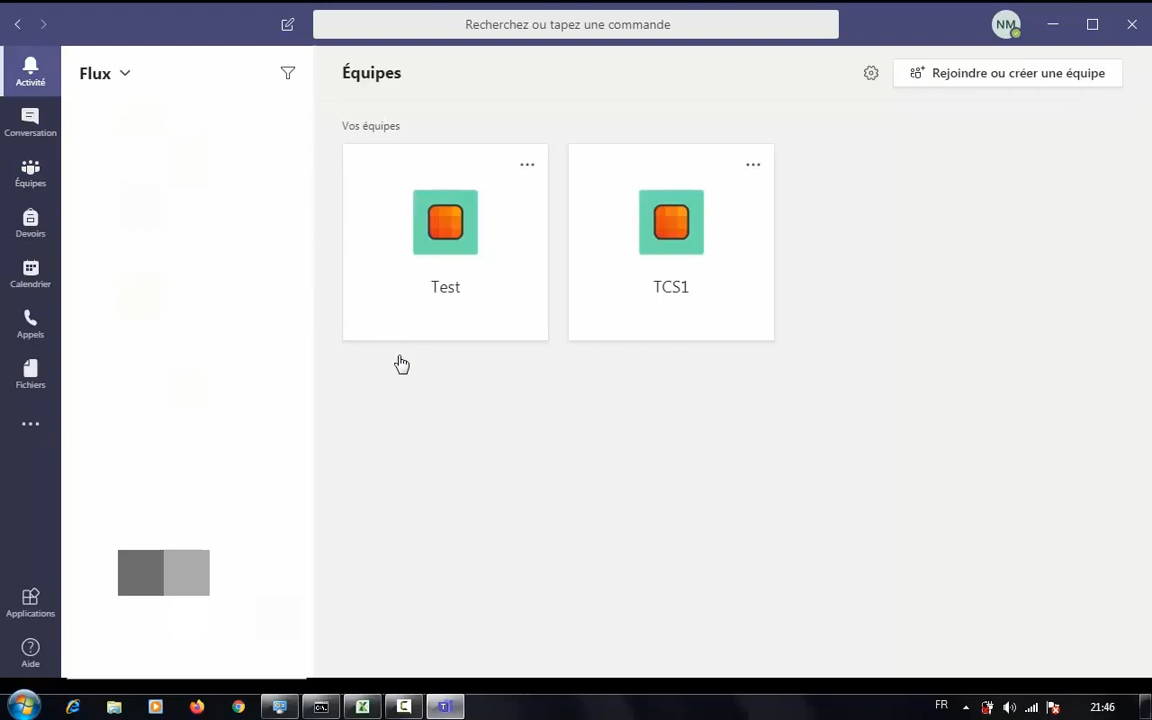 Recherchez ou tapez une commande
NM
Activité
Conversation
Équipes
Devoirs
Calendrier
Appels
Fichiers
Applications
Aide
Flux
Équipes
Rejoindre ou créer une équipe
Vos équipes
Test
TCS1
FR
21:46